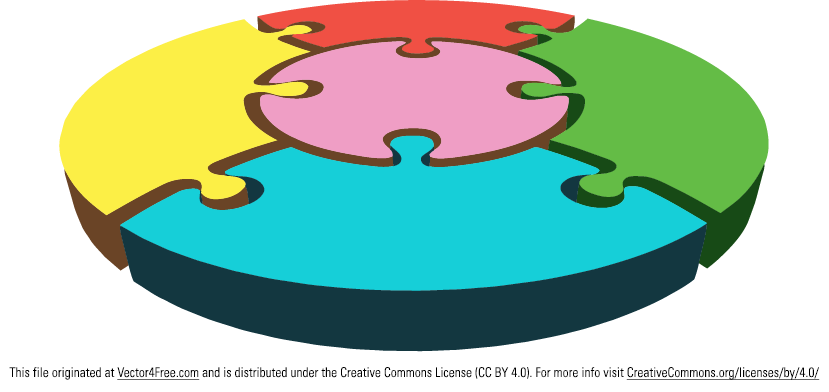 This file originated at Vector4Free.com and is distributed under the Creative Commons License (CC BY 4.0). For more info visit CreativeCommons.org/licenses/by/4.0/